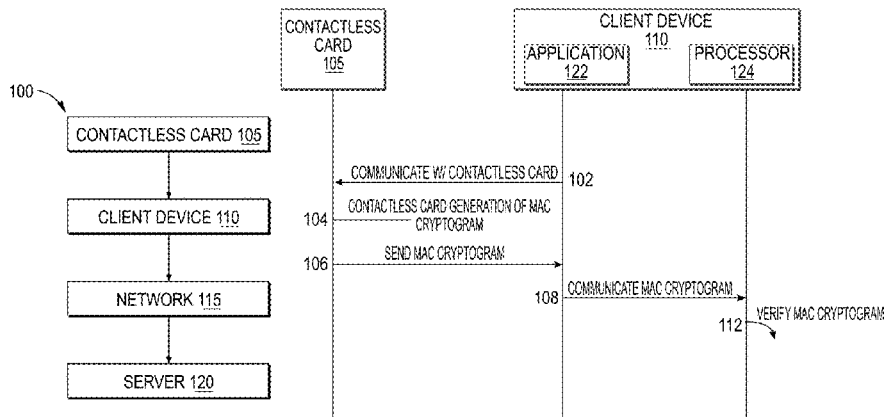 100
CONTACTLESS CARD 105
CLIENT DEVICE 110
NETWORK 115
SERVER 120
CONTACTLESS
CARD
105
CLIENT DEVICE
110
APPLICATION
122
PROCESSOR
124
COMMUNICATE W/ CONTACTLESS CARD
102
104
CONTACTLESS CARD GENERATION OF MAC
CRYPTOGRAM
106
SEND MAC CRYPTOGRAM
108
COMMUNICATE MAC CRYPTOGRAM
112
VERIFY MAC CRYPTOGRAM